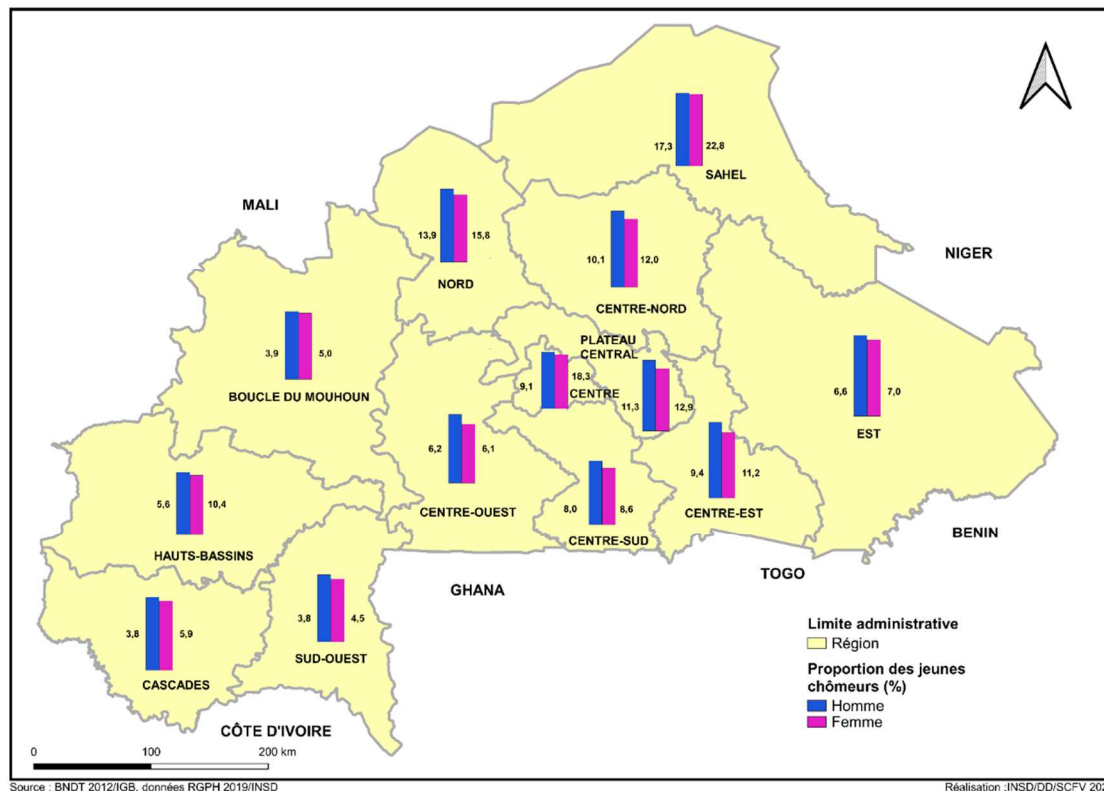 17,3
22,8
SAHEL
MALI
13,9
15,8
NORD
10,1
12,0
CENTRE-NORD
NIGER
3,9
5,0
BOUCLE DU MOUHOUN
PLATEAU
CENTRAL
9,1
18,3
CENTRE
11,3
12,9
6,6
7,0
EST
6,2
6,1
CENTRE-OUEST
9,4
11,2
CENTRE-EST
8,0
8,6
CENTRE-SUD
5,6
10,4
HAUTS-BASSINS
BENIN
GHANA
TOGO
3,8
5,9
CASCADES
3,8
4,5
SUD-OUEST
CÔTE D'IVOIRE
Limite administrative
Région
Proportion des jeunes
chômeurs (%)
Homme
Femme
0 100 200 km
Source : BNDT 2012/IGB, données RGPH 2019/INSD
Réalisation :INSD/DD/SCFV